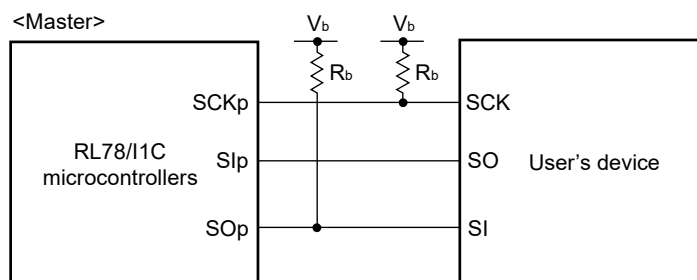 <Master>
Vb Vb
Rb Rb
SCKp SCK
RL78/I1C
microcontrollers
SIp SO
User's device
SOp SI